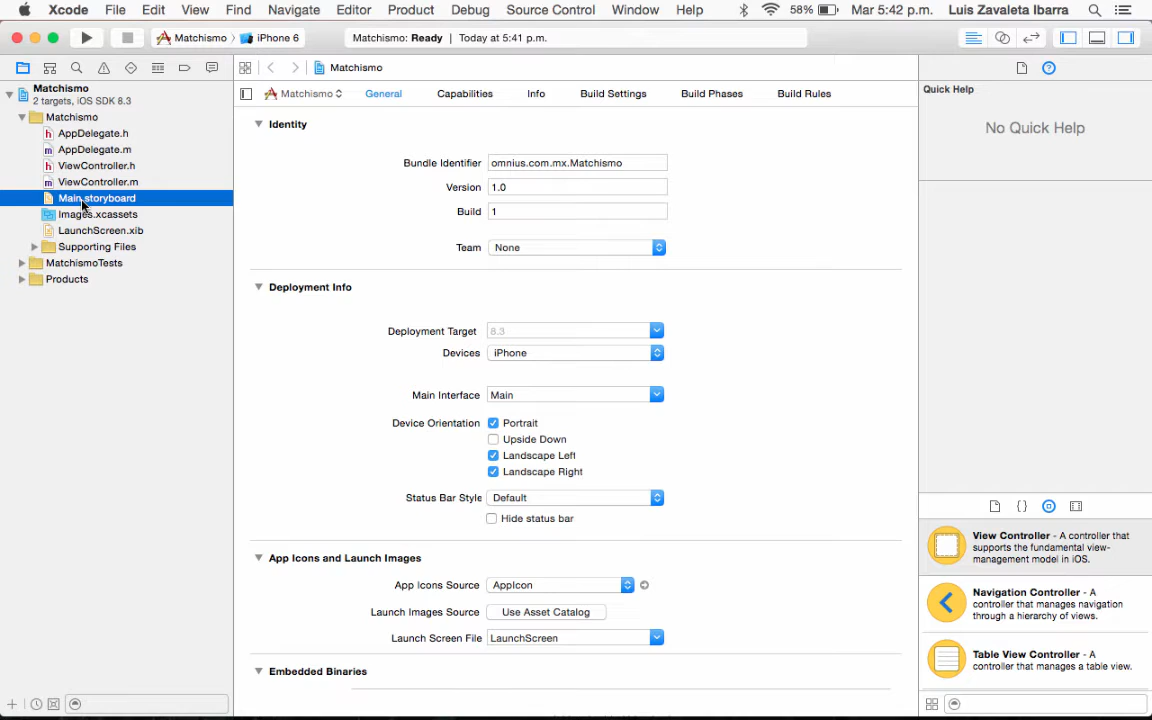 Xcode File Edit View Find Navigate Editor Product Debug Source Control Window Help 58% Mar 5:42 p.m. Luis Zavaleta Ibarra
Matchismo iPhone 6 Matchismo: Ready | Today at 5:41 p.m.
Matchismo
2 targets, iOS SDK 8.3
Matchismo
AppDelegate.h
AppDelegate.m
ViewController.h
ViewController.m
Main.storyboard
Images.xcassets
LaunchScreen.xib
Supporting Files
MatchismoTests
Products
Matchismo
Matchismo General Capabilities Info Build Settings Build Phases Build Rules
Identity
Bundle Identifier omnius.com.mx.Matchismo
Version 1.0
Build 1
Team None
Deployment Info
Deployment Target 8.3
Devices iPhone
Main Interface Main
Device Orientation Portrait
Upside Down
Landscape Left
Landscape Right
Status Bar Style Default
Hide status bar
App Icons and Launch Images
App Icons Source AppIcon
Launch Images Source Use Asset Catalog
Launch Screen File LaunchScreen
Embedded Binaries
Quick Help
No Quick Help
View Controller - A controller that
supports the fundamental view-
management model in iOS.
Navigation Controller - A
controller that manages navigation
through a hierarchy of views.
Table View Controller - A
controller that manages a table view.